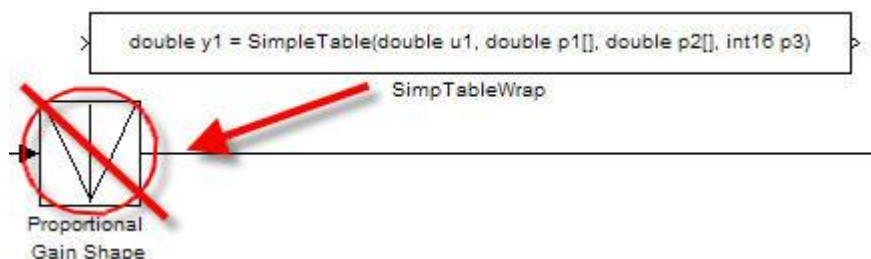 double y1 = SimpleTable(double u1, double p1[], double p2[], int16 p3)
SimpTableWrap
Proportional
Gain Shape